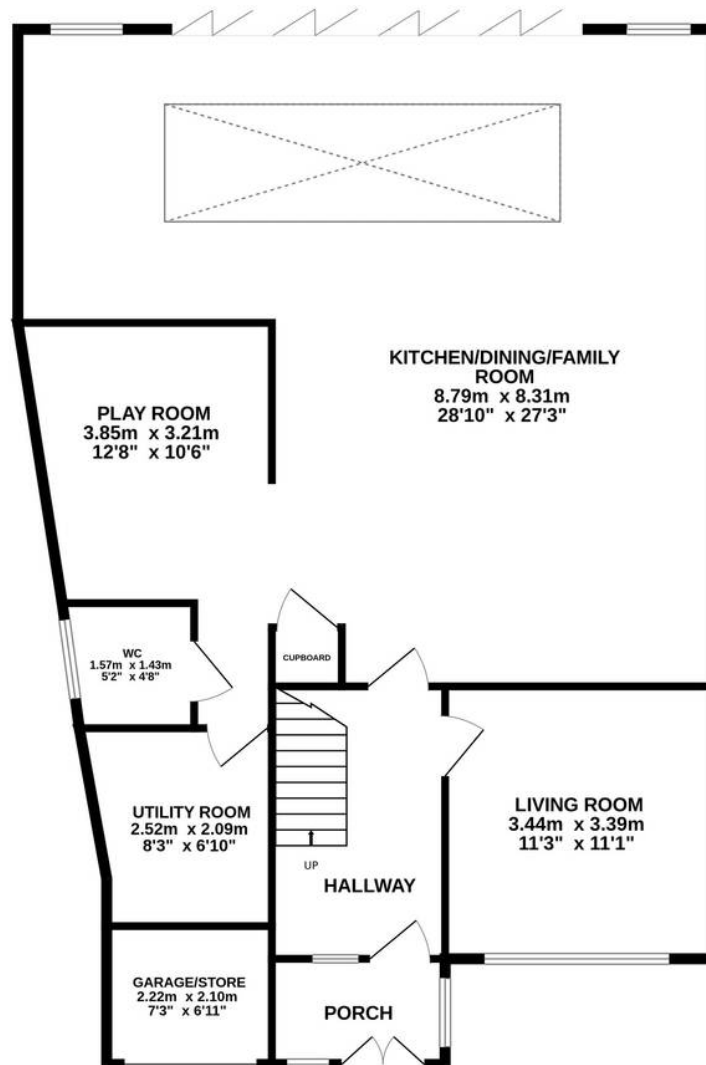 KITCHEN/DINING/FAMILY
ROOM
8.79m x 8.31m
28'10" x 27'3"
PLAY ROOM
3.85m x 3.21m
12'8" x 10'6"
WC
1.57m x 1.43m
5'2" x 4'8"
CUPBOARD
UTILITY ROOM
2.52m x 2.09m
8'3" x 6'10"
UP
HALLWAY
LIVING ROOM
3.44m x 3.39m
11'3" x 11'1"
GARAGE/STORE
2.22m x 2.10m
7'3" x 6'11"
PORCH